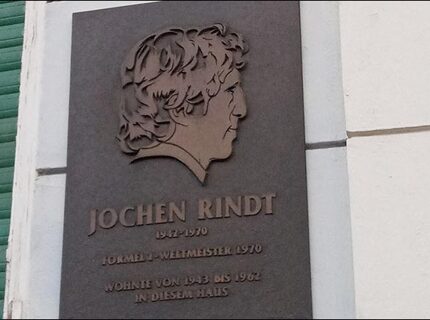 JOCHEN RINDT
1942-1970
FORMEL 1-WELTMEISTER 1970
WOHNTE VON 1943 BIS 1962
IN DIESEM HAUS